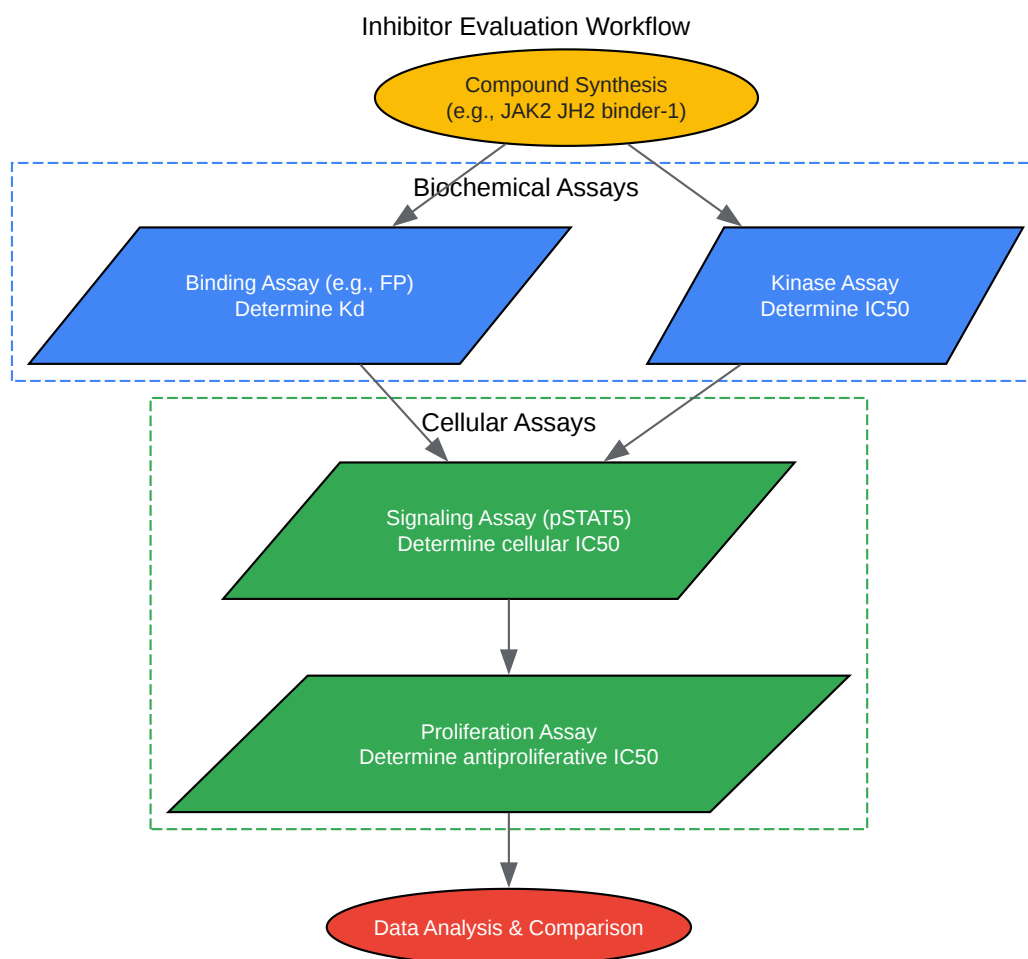 Inhibitor Evaluation Workflow
Compound Synthesis
(e.g., JAK2 JH2 binder-1)
Biochemical Assays
Binding Assay (e.g., FP)
Determine Kd
Kinase Assay
Determine IC50
Cellular Assays
Signaling Assay (pSTAT5)
Determine cellular IC50
Proliferation Assay
Determine antiproliferative IC50
Data Analysis & Comparison